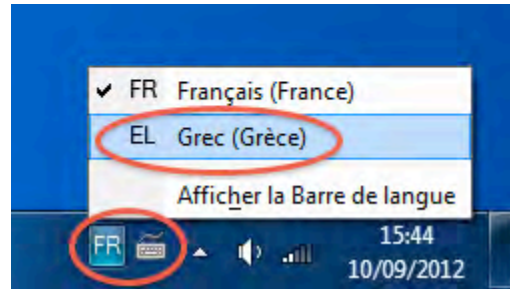 ✔ FR Français (France)
EL Grec (Grèce)
Afficher la Barre de langue
FR 15:44
10/09/2012